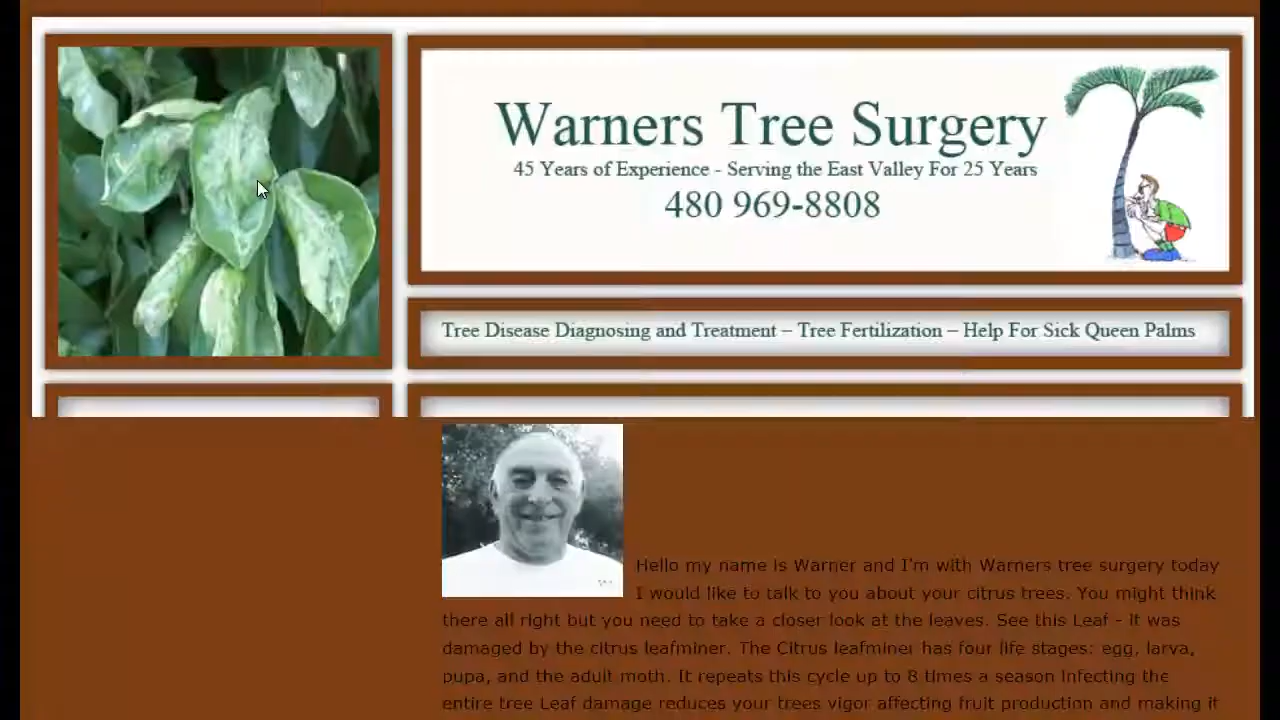 Warners Tree Surgery
45 Years of Experience - Serving the East Valley For 25 Years
480 969-8808
Tree Disease Diagnosing and Treatment – Tree Fertilization – Help For Sick Queen Palms
Hello my name is Warner and I'm with Warners tree surgery today
I would like to talk to you about your citrus trees. You might think
there all right but you need to take a closer look at the leaves. See this Leaf - it was
damaged by the citrus leafminer. The Citrus leafminer has four life stages: egg, larva,
pupa, and the adult moth. It repeats this cycle up to 8 times a season infecting the
entire tree Leaf damage reduces your trees vigor affecting fruit production and making it